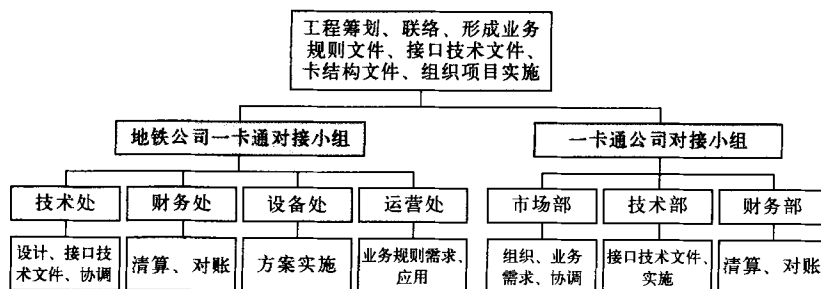 工程筹划、联络、形成业务
规则文件、接口技术文件、
卡结构文件、组织项目实施
地铁公司一卡通对接小组
一卡通公司对接小组
技术处
财务处
设备处
运营处
市场部
技术部
财务部
设计、接口技
术文件、协调
清算、对账
方案实施
业务规则需求、
应用
组织、业务
需求、协调
接口技术文件、
实施
清算、对账